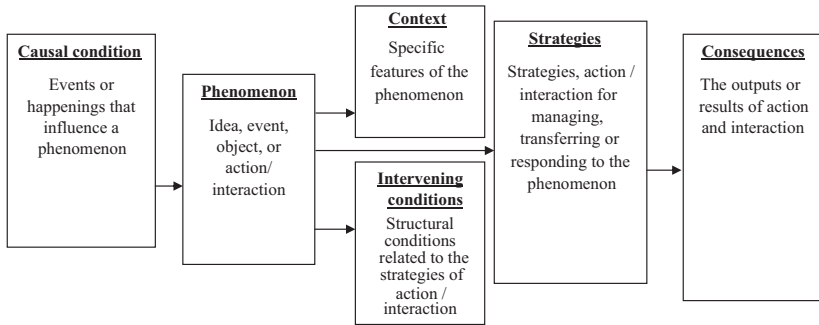 Causal condition
Events or
happenings that
influence a
phenomenon
Phenomenon
Idea, event,
object, or
action/
interaction
Context
Specific
features of the
phenomenon
Intervening
conditions
Structural
conditions
related to the
strategies of
action /
interaction
Strategies
Strategies, action /
interaction for
managing,
transferring or
responding to the
phenomenon
Consequences
The outputs or
results of action
and interaction